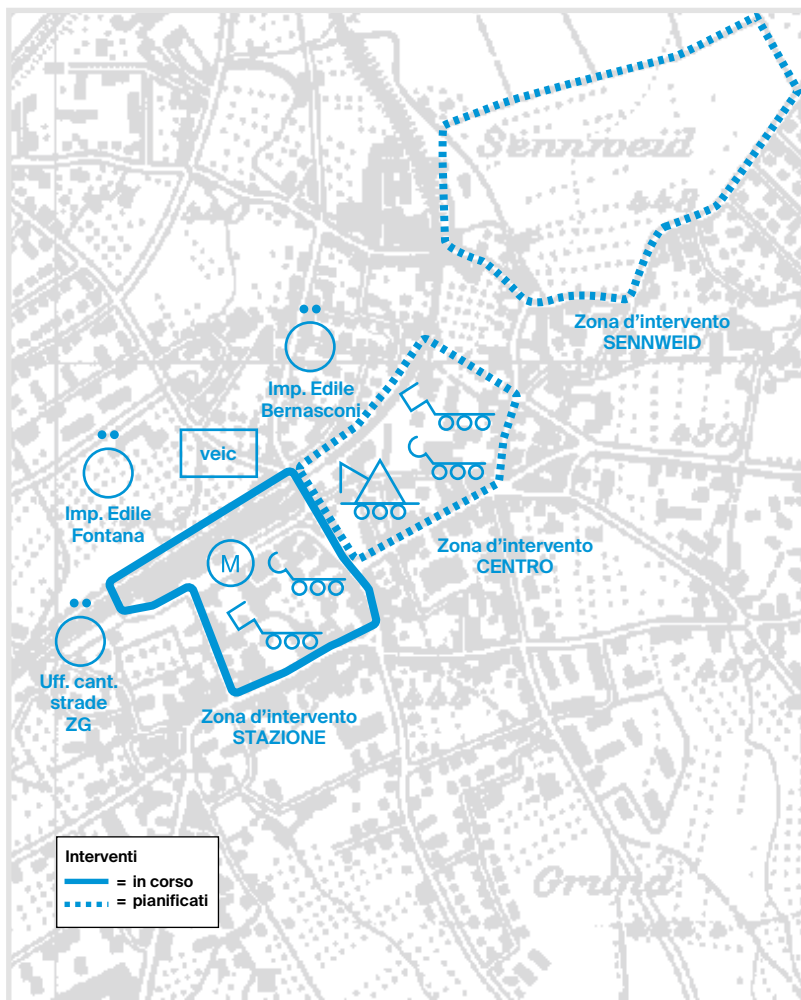 Sennweid
Zona d'intervento
SENNWEID
Imp. Edile
Bernasconi
veic
Imp. Edile
Fontana
Zona d'intervento
CENTRO
M
Uff. cant.
strade
ZG
Zona d'intervento
STAZIONE
Interventi
= in corso
= pianificati
Grund